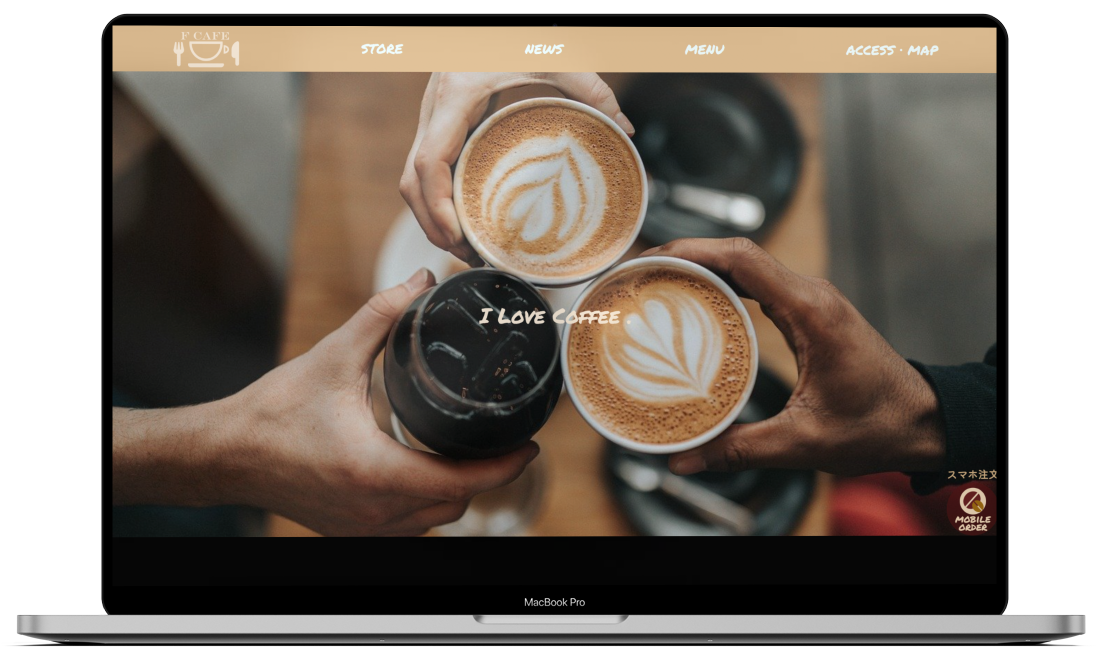 F CAFE
STORE
NEWS
MENU
ACCESS · MAP
I LOVE COFFEE .
スマホ注文
MOBILE
ORDER
MacBook Pro